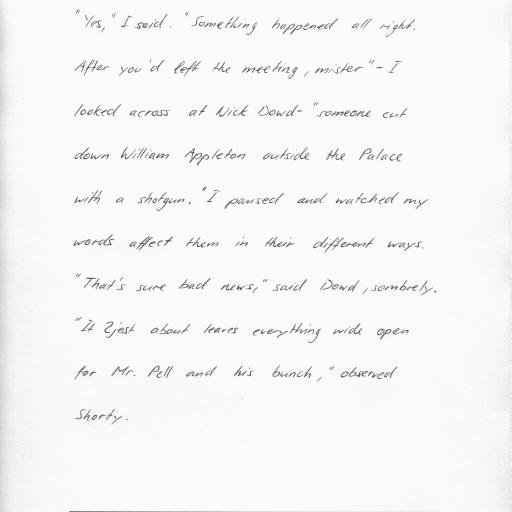 "Yes," I said. "Something happened all right.
After you'd left the meeting, mister" - I
looked across at Nick Dowd - "someone cut
down William Appleton outside the Palace
with a shotgun." I paused and watched my
words affect them in their different ways.
"That's sure bad news," said Dowd, sombrely.
"It jest about leaves everything wide open
for Mr. Pell and his bunch," observed
Shorty.